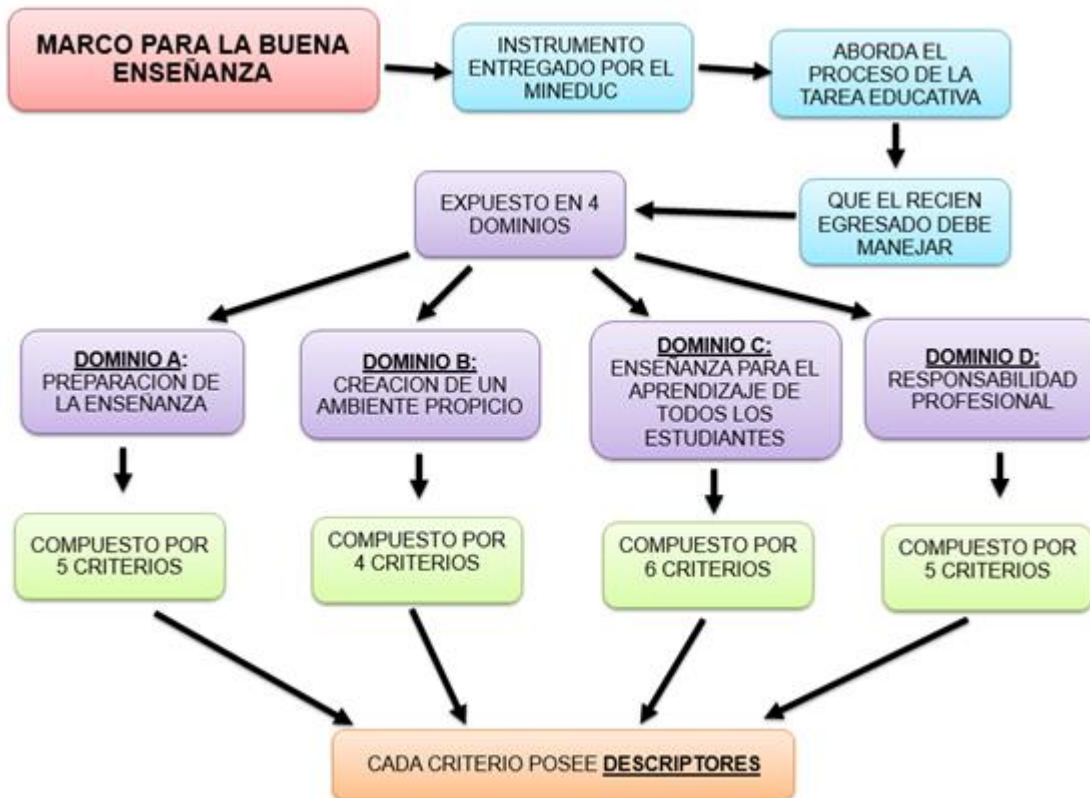 MARCO PARA LA BUENA
ENSEÑANZA
INSTRUMENTO
ENTREGADO POR EL
MINEDUC
ABORDA EL
PROCESO DE LA
TAREA EDUCATIVA
QUE EL RECIEN
EGRESADO DEBE
MANEJAR
EXPUESTO EN 4
DOMINIOS
DOMINIO A:
PREPARACION DE
LA ENSEÑANZA
DOMINIO B:
CREACION DE UN
AMBIENTE PROPICIO
DOMINIO C:
ENSEÑANZA PARA EL
APRENDIZAJE DE
TODOS LOS
ESTUDIANTES
DOMINIO D:
RESPONSABILIDAD
PROFESIONAL
COMPUESTO POR
5 CRITERIOS
COMPUESTO POR
4 CRITERIOS
COMPUESTO POR
6 CRITERIOS
COMPUESTO POR
5 CRITERIOS
CADA CRITERIO POSEE DESCRIPTORES